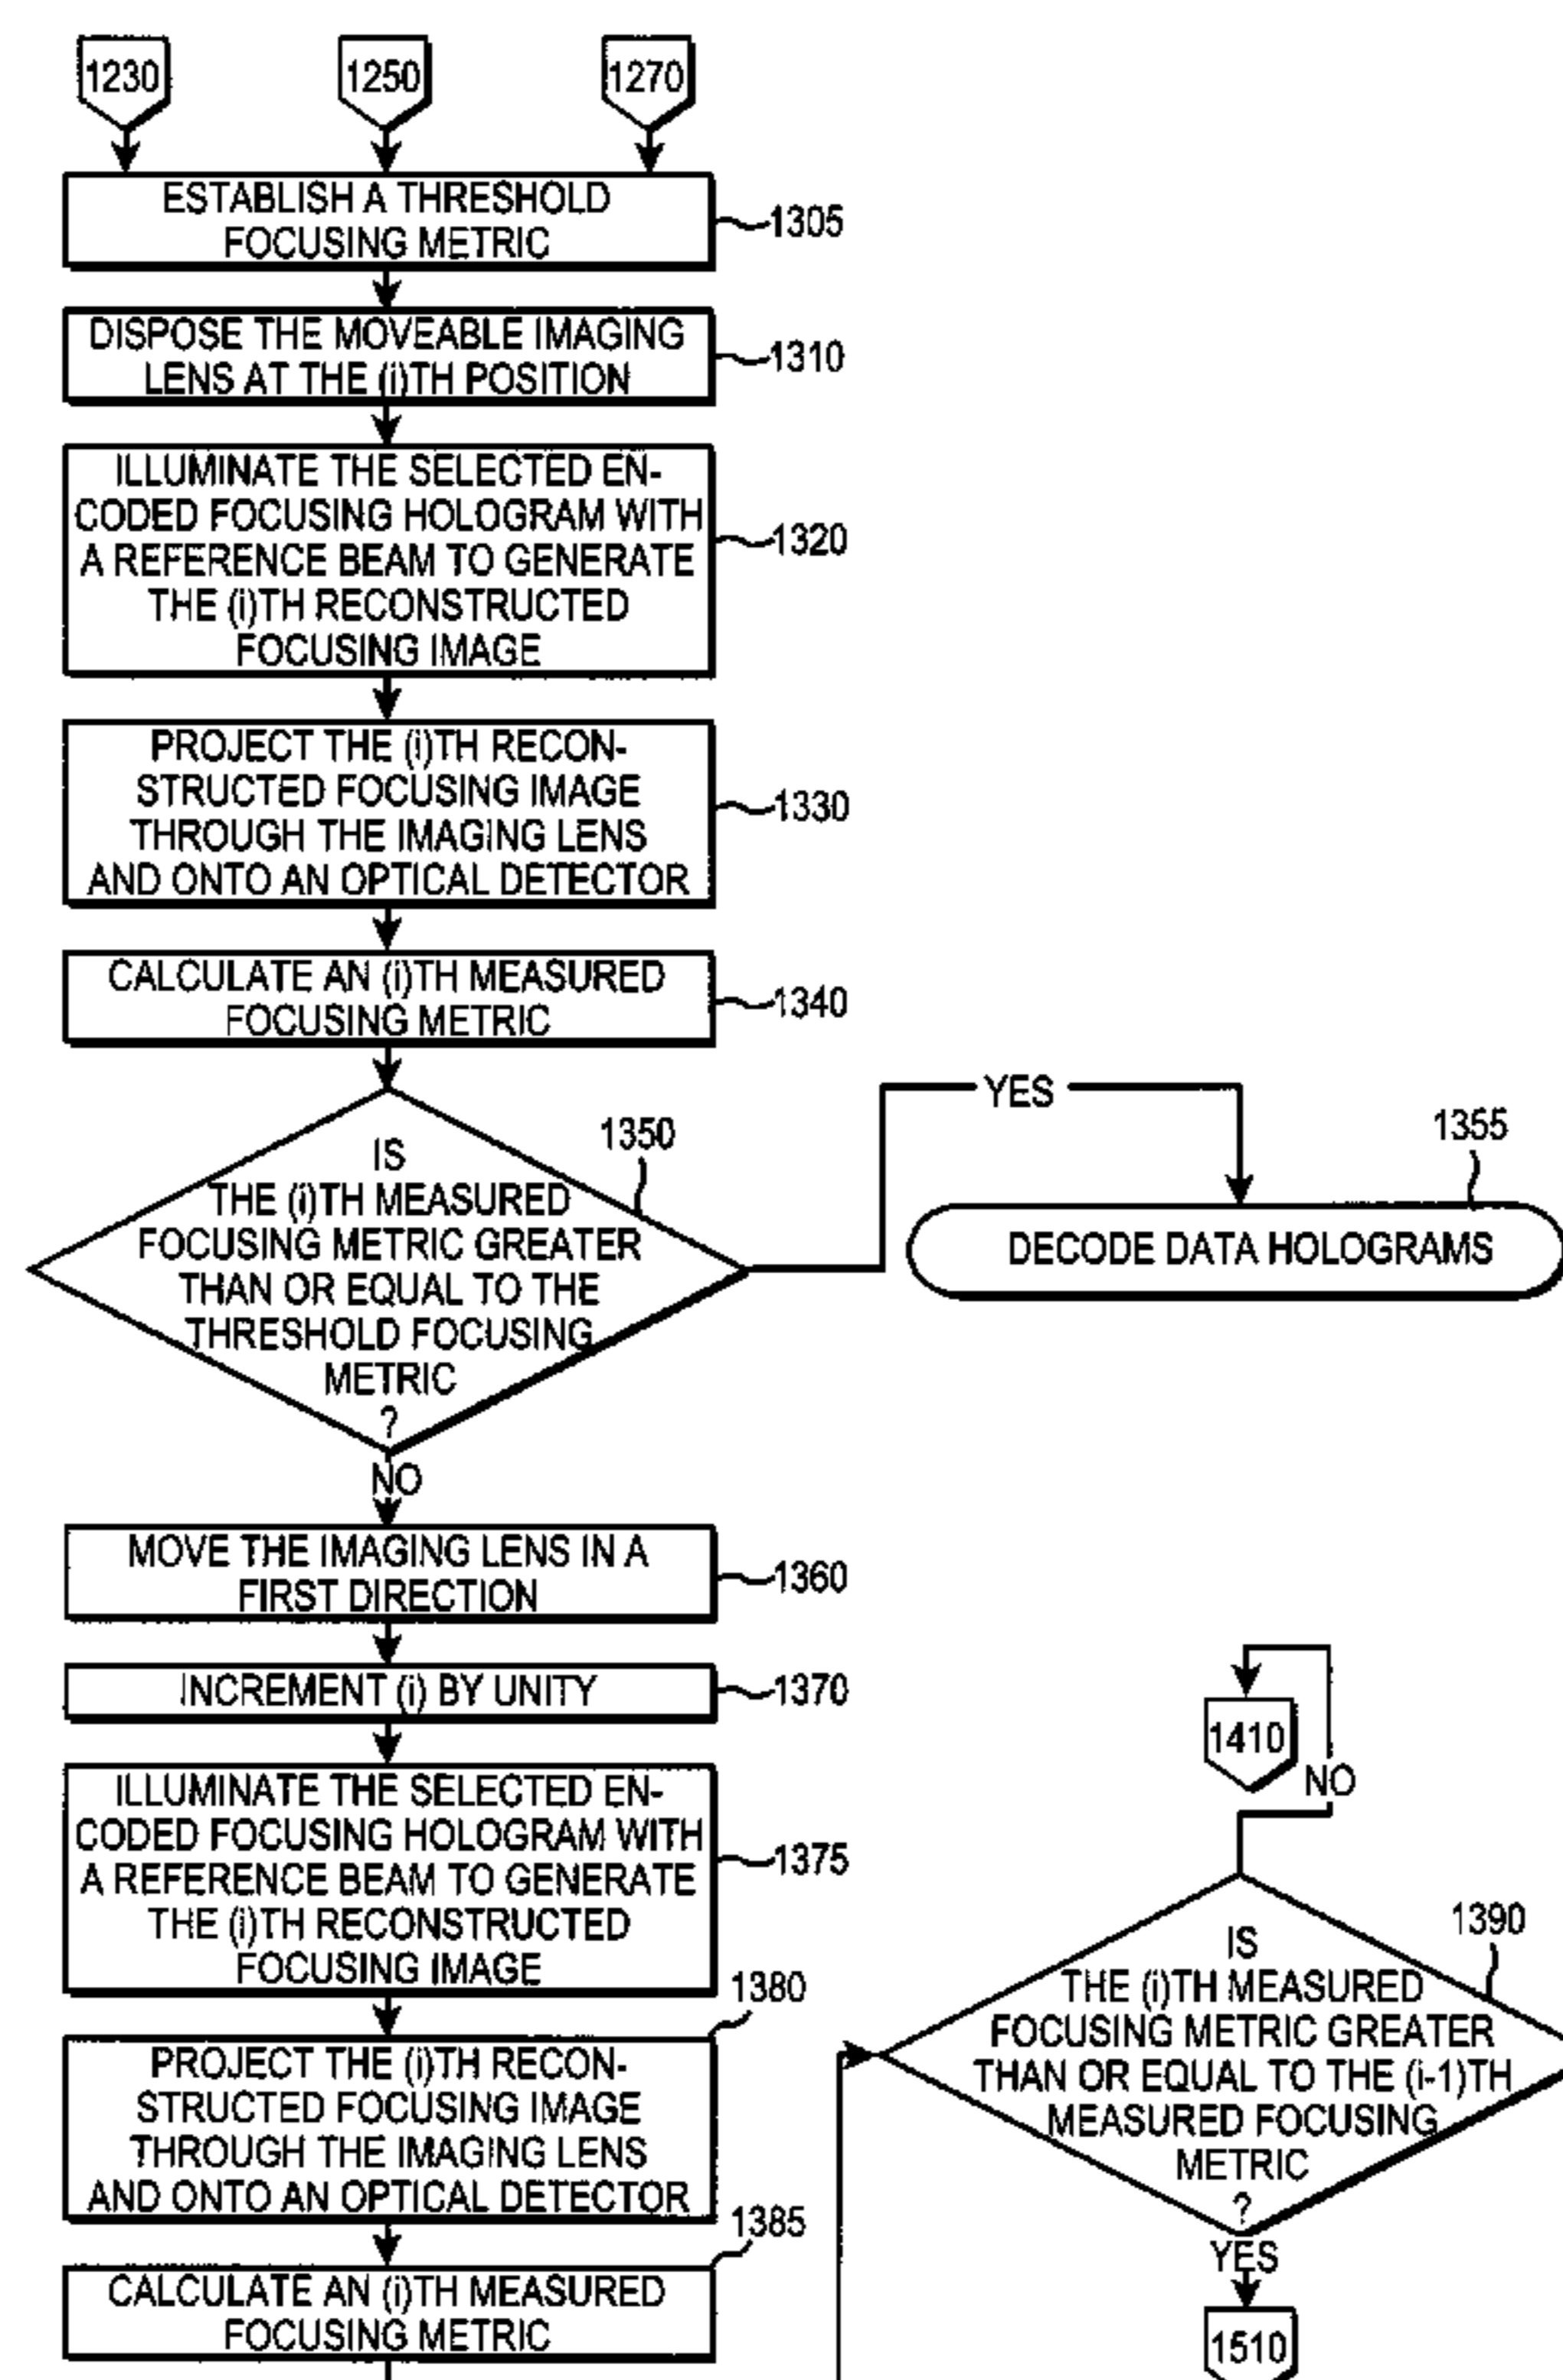 1230 1250 1270
ESTABLISH A THRESHOLD
FOCUSING METRIC
1305
DISPOSE THE MOVEABLE IMAGING
LENS AT THE (i)TH POSITION
1310
ILLUMINATE THE SELECTED EN-
CODED FOCUSING HOLOGRAM WITH
A REFERENCE BEAM TO GENERATE
THE (i)TH RECONSTRUCTED
FOCUSING IMAGE
1320
PROJECT THE (i)TH RECON-
STRUCTED FOCUSING IMAGE
THROUGH THE IMAGING LENS
AND ONTO AN OPTICAL DETECTOR
1330
CALCULATE AN (i)TH MEASURED
FOCUSING METRIC
1340
IS
THE (i)TH MEASURED
FOCUSING METRIC GREATER
THAN OR EQUAL TO THE
THRESHOLD FOCUSING
METRIC
?
1350
YES
1355
DECODE DATA HOLOGRAMS
NO
MOVE THE IMAGING LENS IN A
FIRST DIRECTION
1360
INCREMENT (i) BY UNITY
1370
ILLUMINATE THE SELECTED EN-
CODED FOCUSING HOLOGRAM WITH
A REFERENCE BEAM TO GENERATE
THE (i)TH RECONSTRUCTED
FOCUSING IMAGE
1375
1380
PROJECT THE (i)TH RECON-
STRUCTED FOCUSING IMAGE
THROUGH THE IMAGING LENS
AND ONTO AN OPTICAL DETECTOR
1385
CALCULATE AN (i)TH MEASURED
FOCUSING METRIC
1410
NO
1390
IS
THE (i)TH MEASURED
FOCUSING METRIC GREATER
THAN OR EQUAL TO THE (i-1)TH
MEASURED FOCUSING
METRIC
?
YES
1510